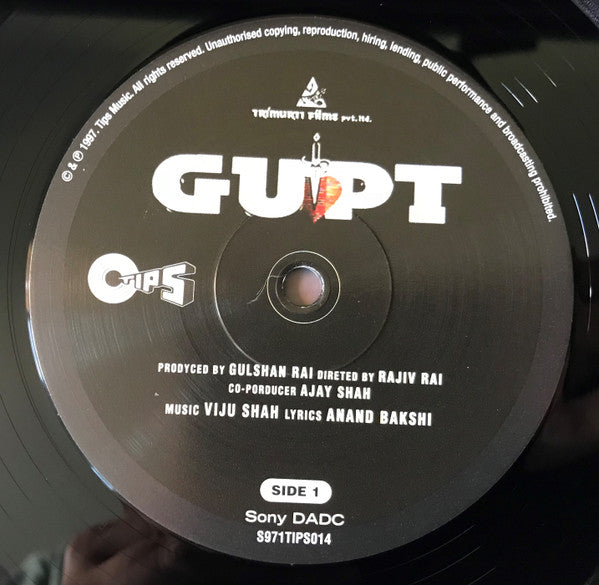 © & ℗ 1997. Tips Music. All rights reserved. Unauthorised copying, reproduction, hiring, lending, public performance and broadcasting prohibited.
TRIMURTI FILMS pvt. ltd.
GUPT
TIPS
PRODYCED BY GULSHAN RAI DIRETED BY RAJIV RAI
CO-PORDUCER AJAY SHAH
MUSIC VIJU SHAH LYRICS ANAND BAKSHI
SIDE 1
Sony DADC
S971TIPS014